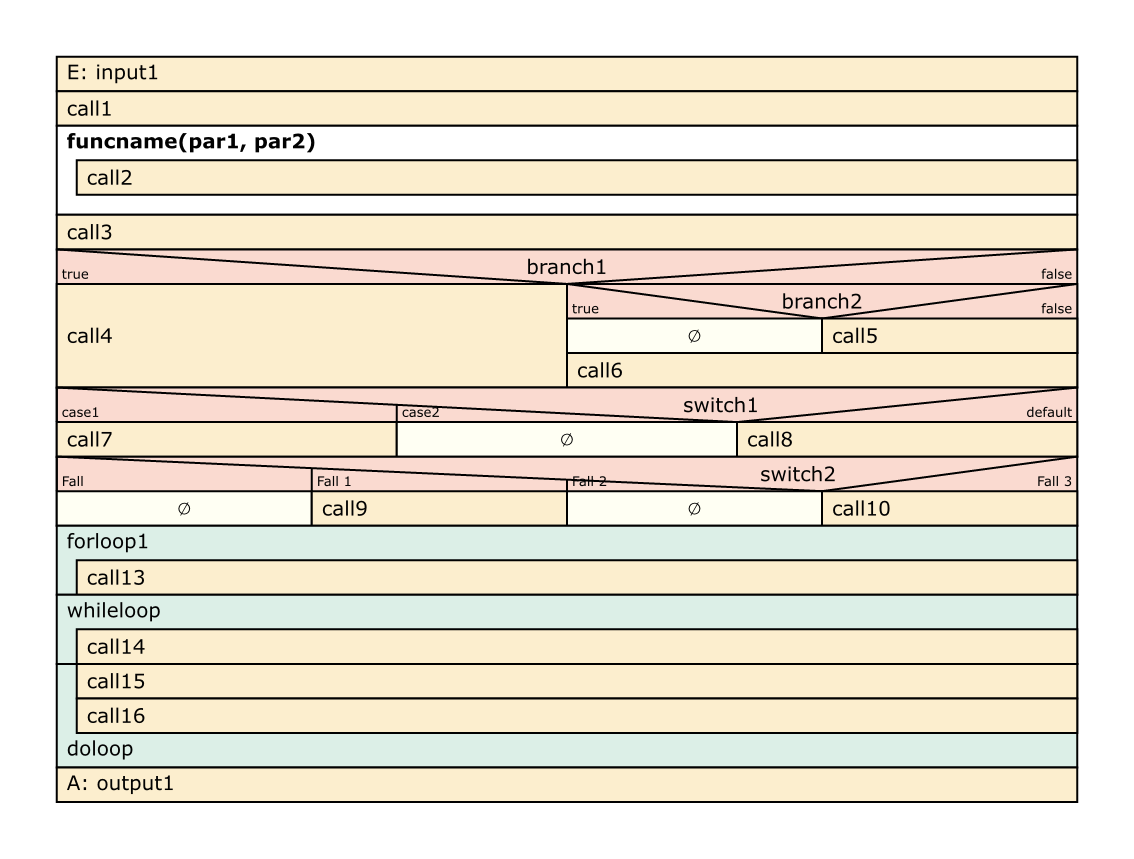 E: input1
call1
funcname(par1, par2)
call2
call3
branch1
true
false
call4
branch2
true
false
∅
call5
call6
switch1
case1
case2
default
call7
∅
call8
switch2
Fall
Fall 1
Fall 2
Fall 3
∅
call9
∅
call10
forloop1
call13
whileloop
call14
call15
call16
doloop
A: output1